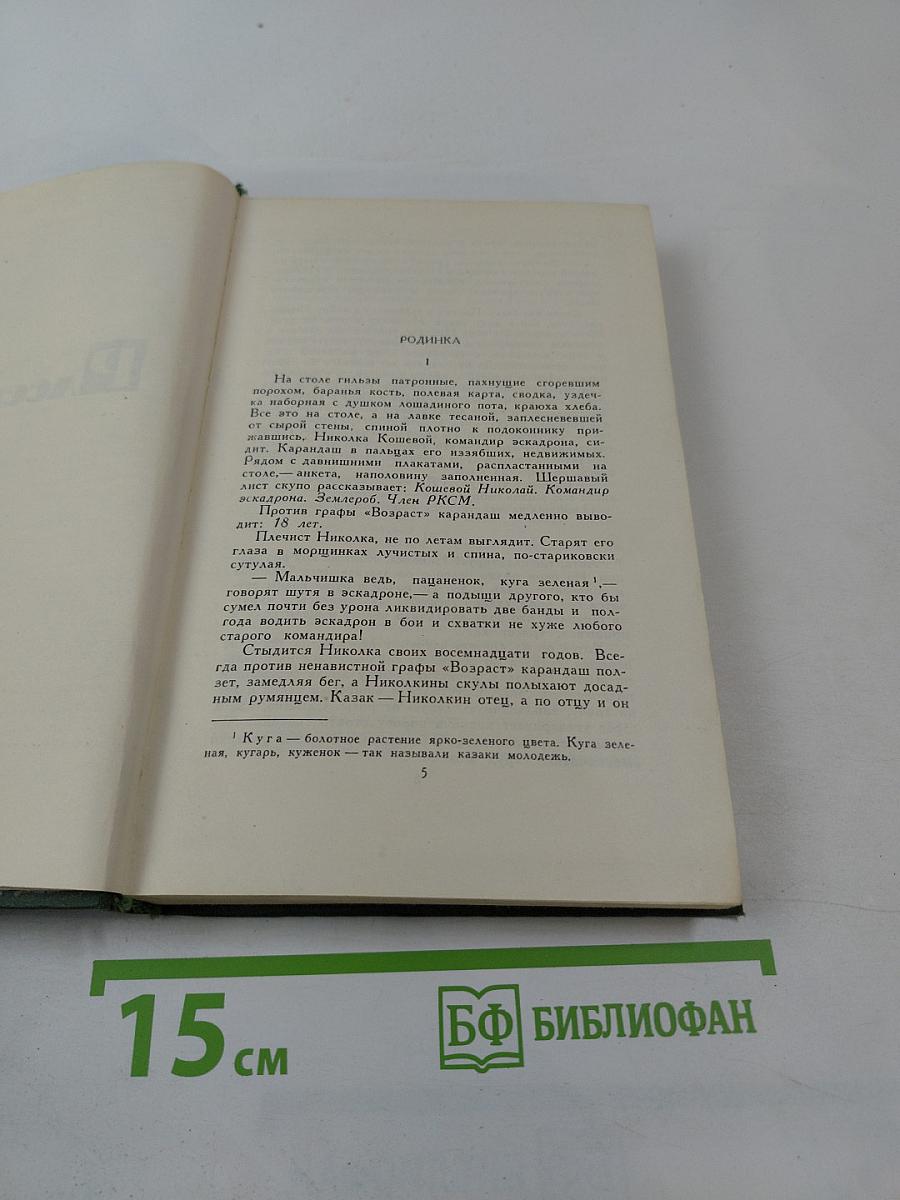 РОДИНКА
I
На столе гильзы патронные, пахнущие сгоревшим
порохом, баранья кость, полевая карта, сводка, уздеч-
ка наборная с душком лошадиного пота, краюха хлеба.
Все это на столе, а на лавке тесаной, заплесневевшей
от сырой стены, спиной плотно к подоконнику при-
жавшись, Николка Кошевой, командир эскадрона, си-
дит. Карандаш в пальцах его иззябших, недвижимых.
Рядом с давнишними плакатами, распластанными на
столе,— анкета, наполовину заполненная. Шершавый
лист скупо рассказывает: Кошевой Николай. Командир
эскадрона. Землероб. Член РКСМ.
Против графы «Возраст» карандаш медленно выво-
дит: 18 лет.
Плечист Николка, не по летам выглядит. Старят его
глаза в морщинках лучистых и спина, по-стариковски
сутулая.
— Мальчишка ведь, пацаненок, куга зеленая¹,—
говорят шутя в эскадроне,— а подыщи другого, кто бы
сумел почти без урона ликвидировать две банды и пол-
года водить эскадрон в бои и схватки не хуже любого
старого командира!
Стыдится Николка своих восемнадцати годов. Все-
гда против ненавистной графы «Возраст» карандаш пол-
зет, замедляя бег, а Николкины скулы полыхают досад-
ным румянцем. Казак — Николкин отец, а по отцу и он
¹ Куга — болотное растение ярко-зеленого цвета. Куга зеле-
ная, кугарь, куженок — так называли казаки молодежь.
5
15 см
БФ БИБЛИОФАН